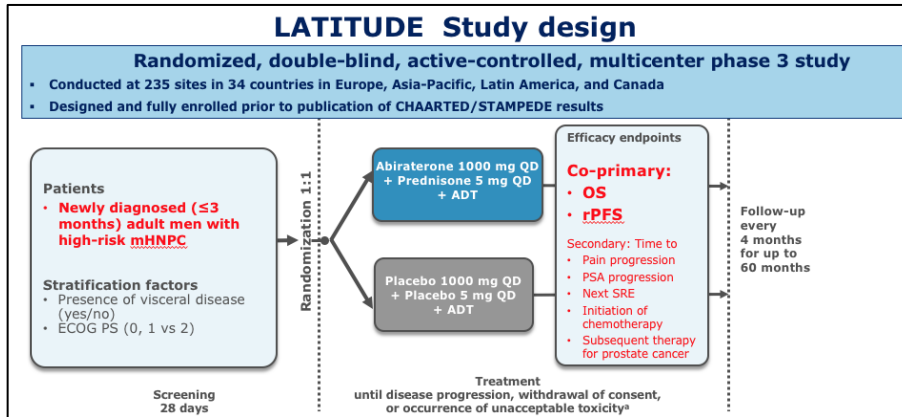 LATITUDE Study design
Randomized, double-blind, active-controlled, multicenter phase 3 study
▪ Conducted at 235 sites in 34 countries in Europe, Asia-Pacific, Latin America, and Canada
▪ Designed and fully enrolled prior to publication of CHAARTED/STAMPEDE results
Patients
• Newly diagnosed (≤3
months) adult men with
high-risk mHNPC
Stratification factors
• Presence of visceral disease
(yes/no)
• ECOG PS (0, 1 vs 2)
Screening
28 days
Randomization 1:1
Abiraterone 1000 mg QD
+ Prednisone 5 mg QD
+ ADT
Placebo 1000 mg QD
+ Placebo 5 mg QD
+ ADT
Efficacy endpoints
Co-primary:
• OS
• rPFS
Secondary: Time to
• Pain progression
• PSA progression
• Next SRE
• Initiation of
chemotherapy
• Subsequent therapy
for prostate cancer
Treatment
until disease progression, withdrawal of consent,
or occurrence of unacceptable toxicityᵃ
Follow-up
every
4 months
for up to
60 months